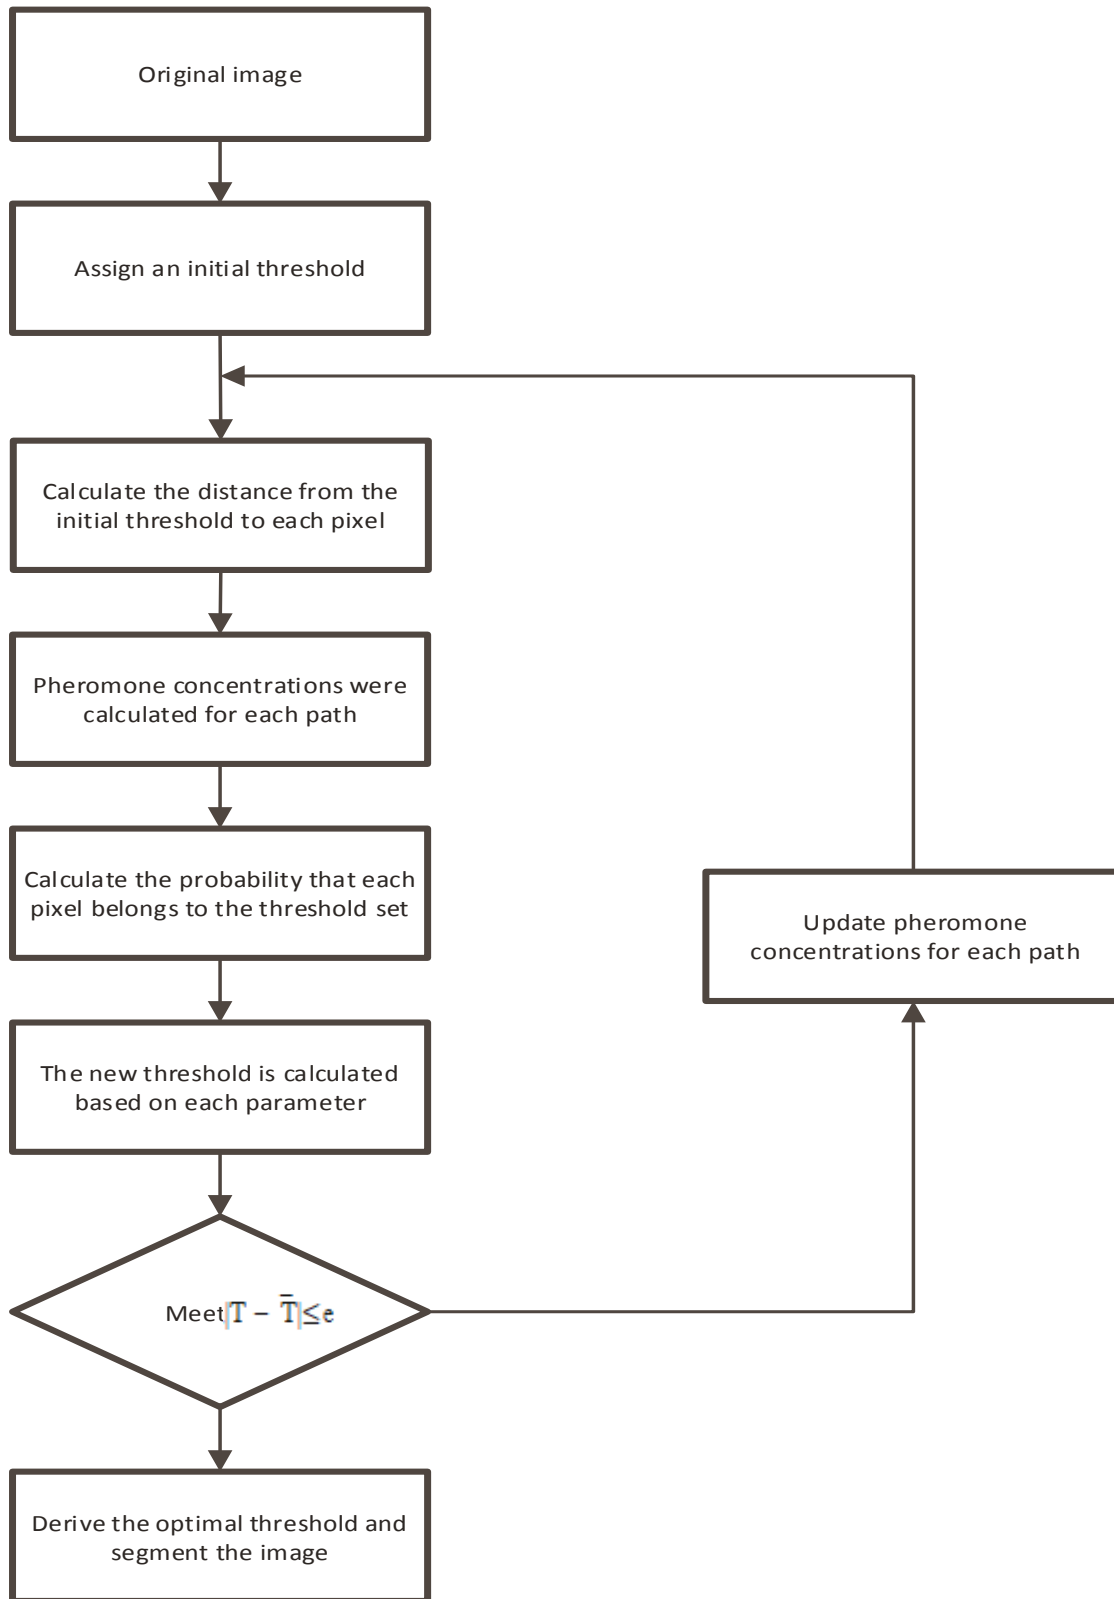 Original image
Assign an initial threshold
Calculate the distance from the
initial threshold to each pixel
Pheromone concentrations were
calculated for each path
Calculate the probability that each
pixel belongs to the threshold set
Update pheromone
concentrations for each path
The new threshold is calculated
based on each parameter
Meet|T − T̄|≤e
Derive the optimal threshold and
segment the image